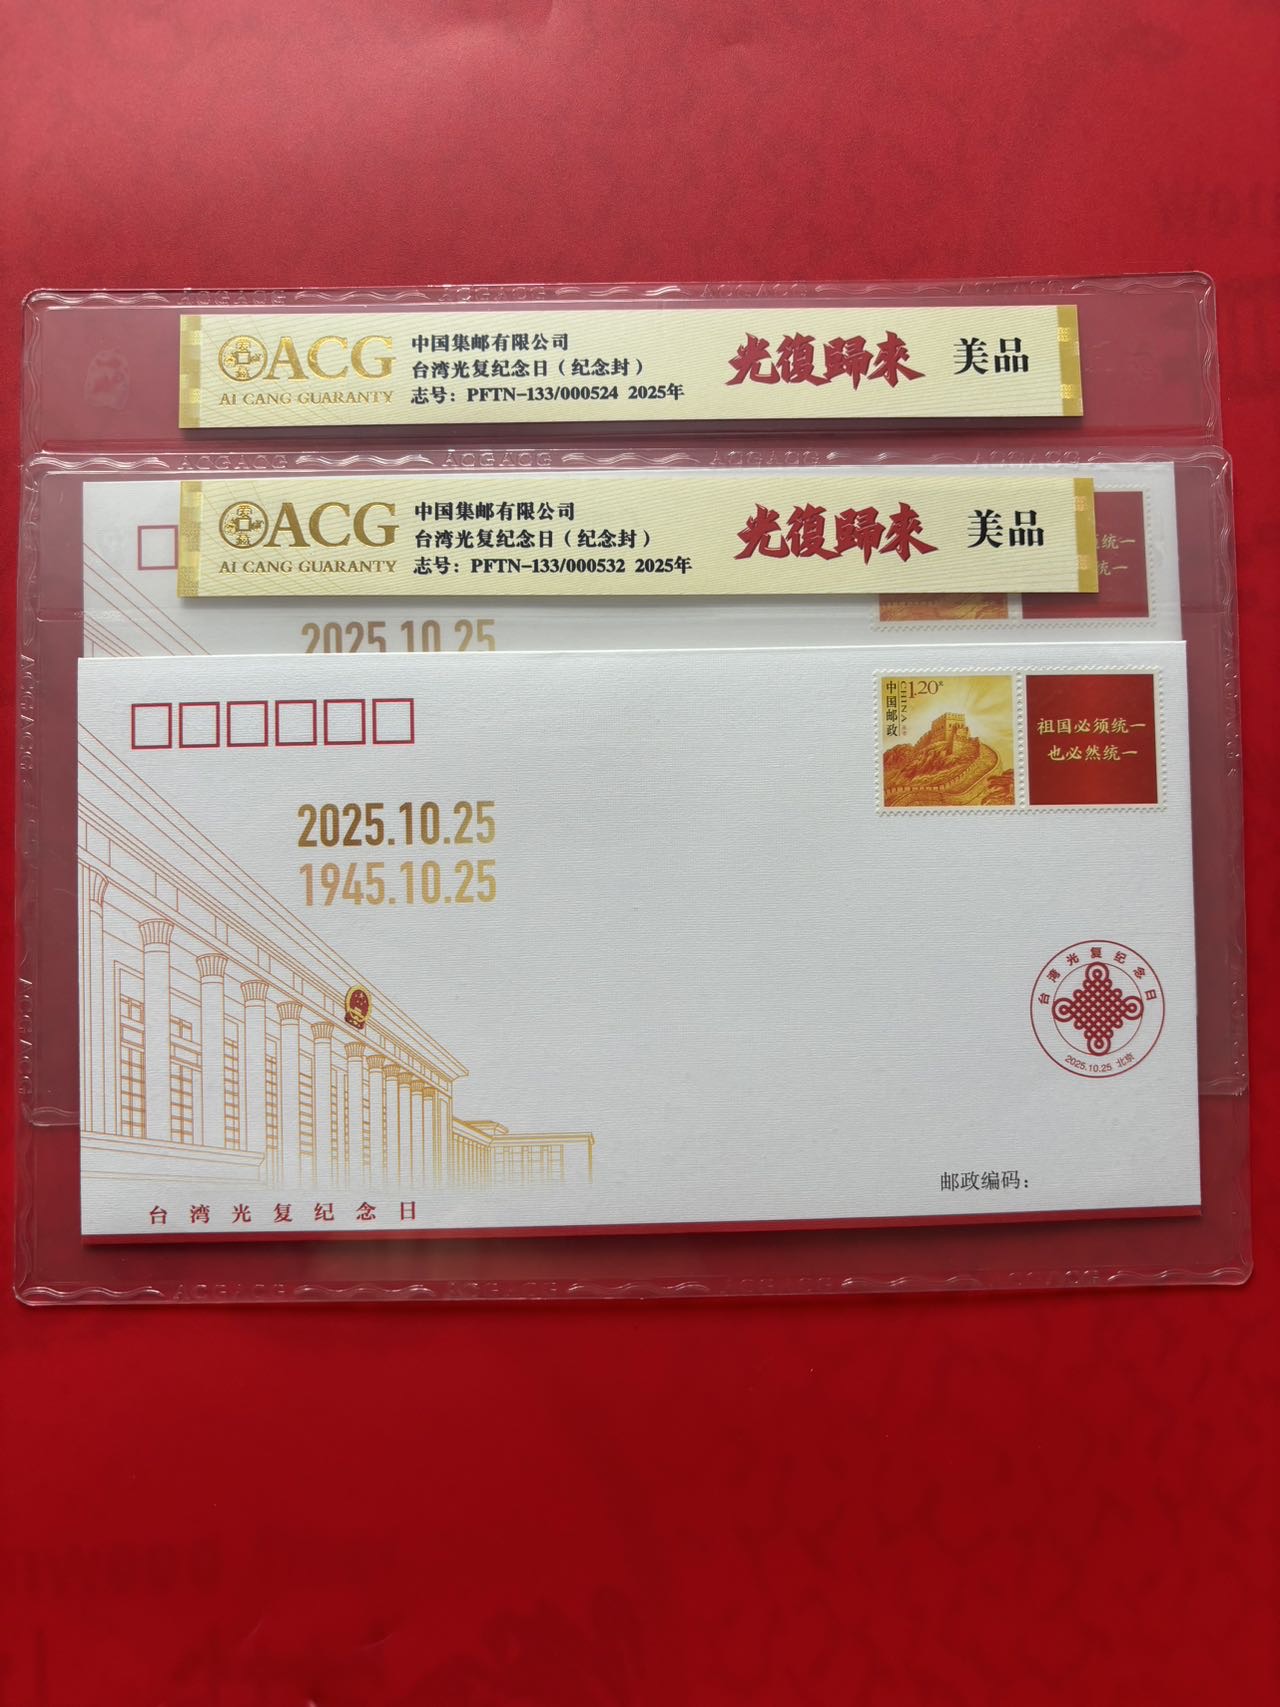 ACG
AI CANG GUARANTY
中国集邮有限公司
台湾光复纪念日（纪念封）
志号：PFTN-133/000524 2025年
光復歸來
美品
ACG
AI CANG GUARANTY
中国集邮有限公司
台湾光复纪念日（纪念封）
志号：PFTN-133/000532 2025年
光復歸來
美品
统一
统一
2025.10.25
中国邮政
CHINA
1.20元
祖国必须统一
也必然统一
2025.10.25
1945.10.25
台湾光复纪念日
2025.10.25 北京
邮政编码：
台湾光复纪念日